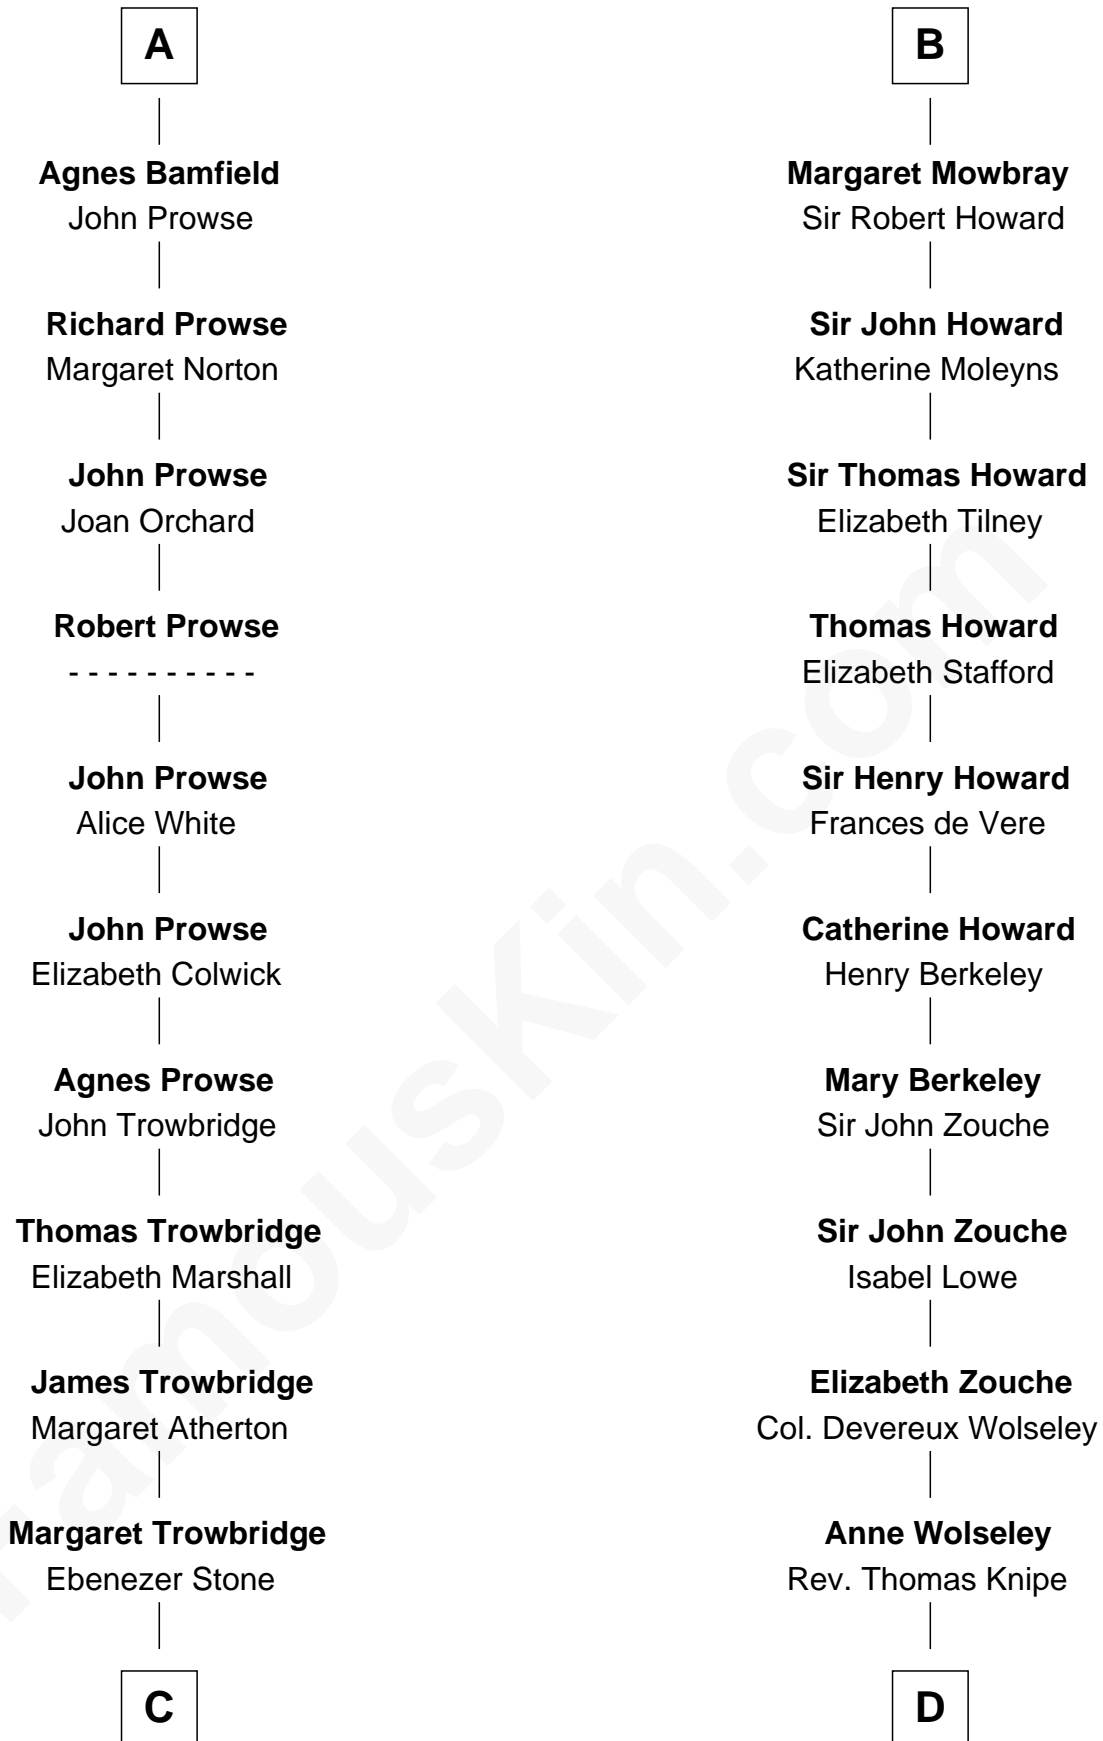 A
Agnes Bamfield
John Prowse
Richard Prowse
Margaret Norton
John Prowse
Joan Orchard
Robert Prowse
- - - - - - - - - -
John Prowse
Alice White
John Prowse
Elizabeth Colwick
Agnes Prowse
John Trowbridge
Thomas Trowbridge
Elizabeth Marshall
James Trowbridge
Margaret Atherton
Margaret Trowbridge
Ebenezer Stone
C
B
Margaret Mowbray
Sir Robert Howard
Sir John Howard
Katherine Moleyns
Sir Thomas Howard
Elizabeth Tilney
Thomas Howard
Elizabeth Stafford
Sir Henry Howard
Frances de Vere
Catherine Howard
Henry Berkeley
Mary Berkeley
Sir John Zouche
Sir John Zouche
Isabel Lowe
Elizabeth Zouche
Col. Devereux Wolseley
Anne Wolseley
Rev. Thomas Knipe
D
FamousKin.com